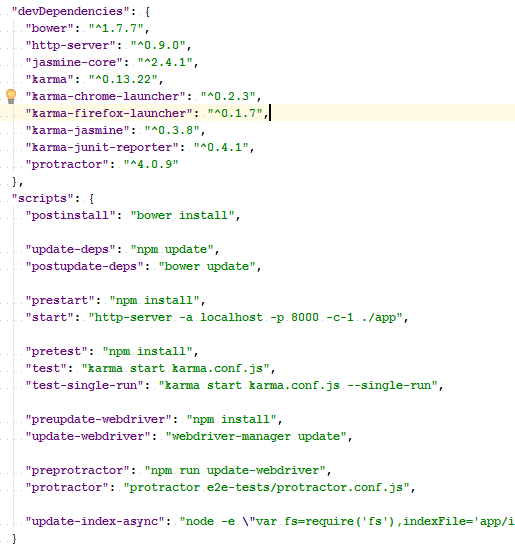 "devDependencies": {
"bower": "^1.7.7",
"http-server": "^0.9.0",
"jasmine-core": "^2.4.1",
"karma": "^0.13.22",
"karma-chrome-launcher": "^0.2.3",
"karma-firefox-launcher": "^0.1.7",
"karma-jasmine": "^0.3.8",
"karma-junit-reporter": "^0.4.1",
"protractor": "^4.0.9"
},
"scripts": {
"postinstall": "bower install",
"update-deps": "npm update",
"postupdate-deps": "bower update",
"prestart": "npm install",
"start": "http-server -a localhost -p 8000 -c-1 ./app",
"pretest": "npm install",
"test": "karma start karma.conf.js",
"test-single-run": "karma start karma.conf.js --single-run",
"preupdate-webdriver": "npm install",
"update-webdriver": "webdriver-manager update",
"preprotractor": "npm run update-webdriver",
"protractor": "protractor e2e-tests/protractor.conf.js",
"update-index-async": "node -e \"var fs=require('fs'),indexFile='app/i
}